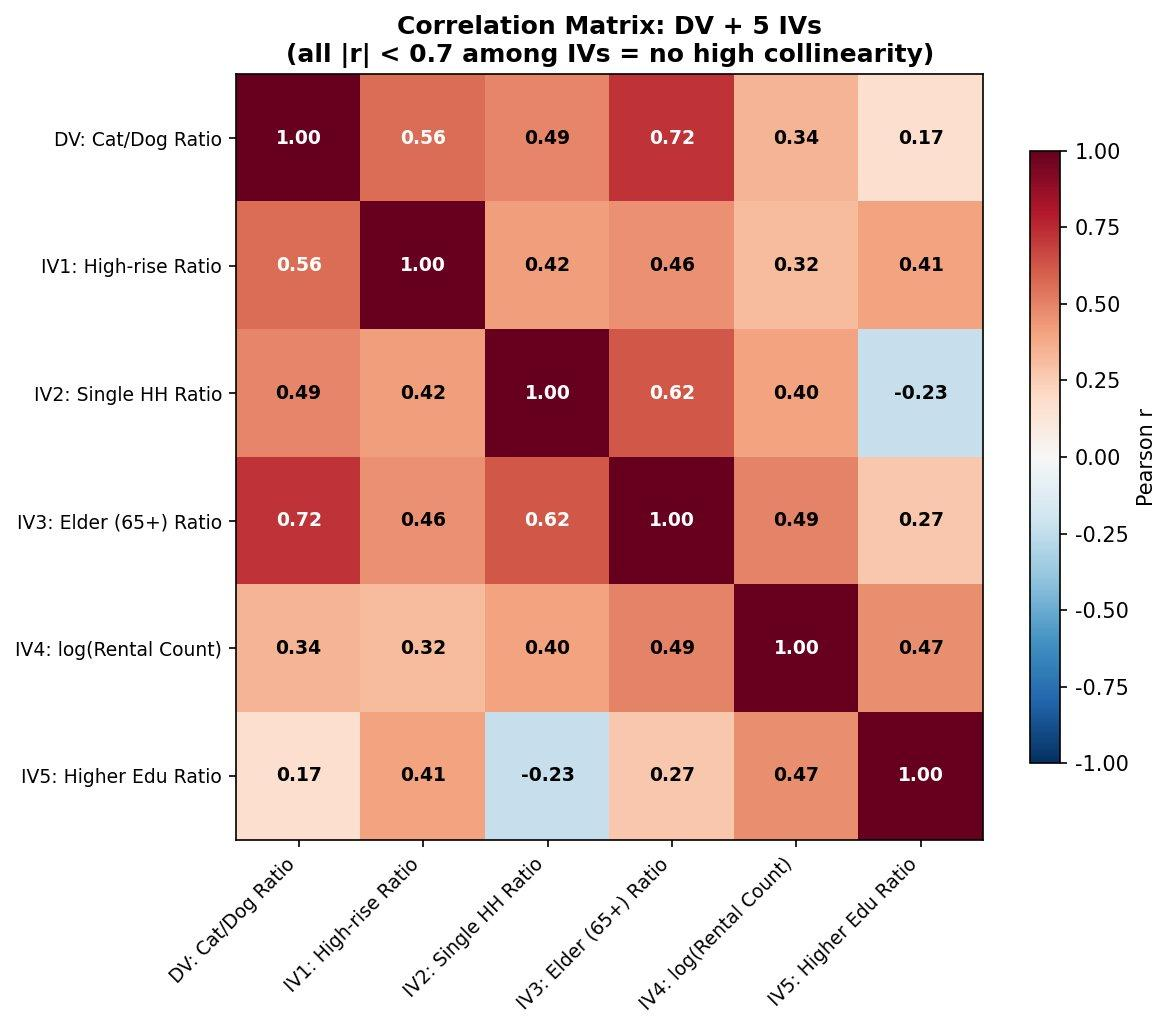 Correlation Matrix: DV + 5 IVs
(all |r| < 0.7 among IVs = no high collinearity)
DV: Cat/Dog Ratio 1.00 0.56 0.49 0.72 0.34 0.17
IV1: High-rise Ratio 0.56 1.00 0.42 0.46 0.32 0.41
IV2: Single HH Ratio 0.49 0.42 1.00 0.62 0.40 -0.23
IV3: Elder (65+) Ratio 0.72 0.46 0.62 1.00 0.49 0.27
IV4: log(Rental Count) 0.34 0.32 0.40 0.49 1.00 0.47
IV5: Higher Edu Ratio 0.17 0.41 -0.23 0.27 0.47 1.00
DV: Cat/Dog Ratio
IV1: High-rise Ratio
IV2: Single HH Ratio
IV3: Elder (65+) Ratio
IV4: log(Rental Count)
IV5: Higher Edu Ratio
1.00
0.75
0.50
0.25
0.00
-0.25
-0.50
-0.75
-1.00
Pearson r